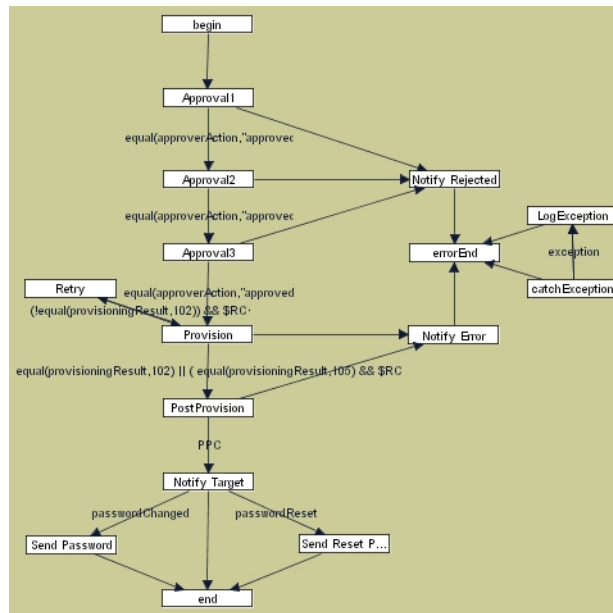 begin
Approval1
equal(approverAction,"approved
Approval2
Notify Rejected
equal(approverAction,"approved
LogException
Approval3
errorEnd
exception
Retry
equal(approverAction,"approved
catchException
(!equal(provisioningResult,102)) && $RC
Provision
Notify Error
equal(provisioningResult,102) || ( equal(provisioningResult,105) && $RC
PostProvision
PPC
Notify Target
passwordChanged
passwordReset
Send Password
Send Reset P...
end